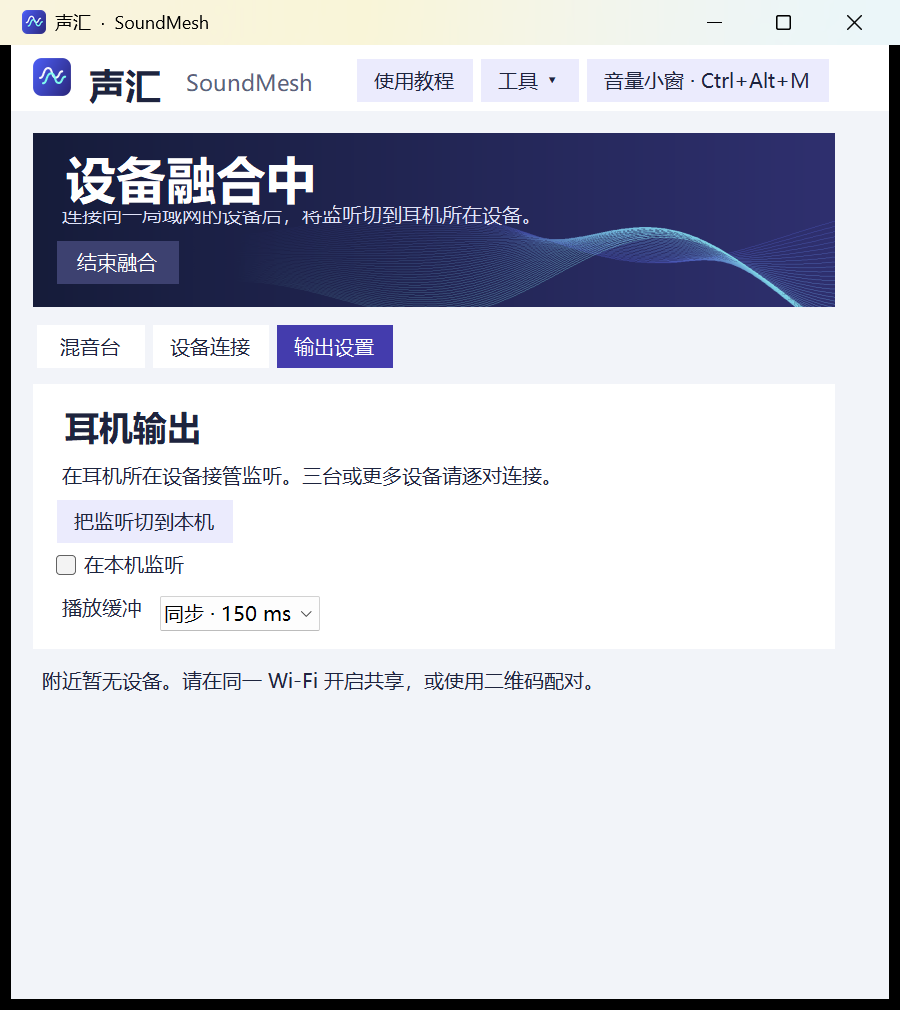 声汇 · SoundMesh
声汇 SoundMesh 使用教程 工具 ▾ 音量小窗 · Ctrl+Alt+M
设备融合中
连接同一局域网的设备后，将监听切到耳机所在设备。
结束融合
混音台 设备连接 输出设置
耳机输出
在耳机所在设备接管监听。三台或更多设备请逐对连接。
把监听切到本机
在本机监听
播放缓冲 同步 · 150 ms
附近暂无设备。请在同一 Wi-Fi 开启共享，或使用二维码配对。